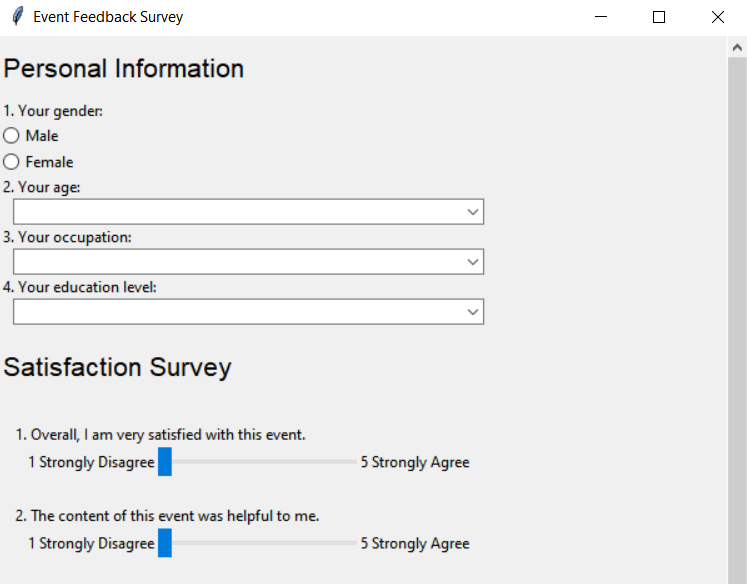 Event Feedback Survey
Personal Information
1. Your gender:
Male
Female
2. Your age:
3. Your occupation:
4. Your education level:
Satisfaction Survey
1. Overall, I am very satisfied with this event.
1 Strongly Disagree 5 Strongly Agree
2. The content of this event was helpful to me.
1 Strongly Disagree 5 Strongly Agree